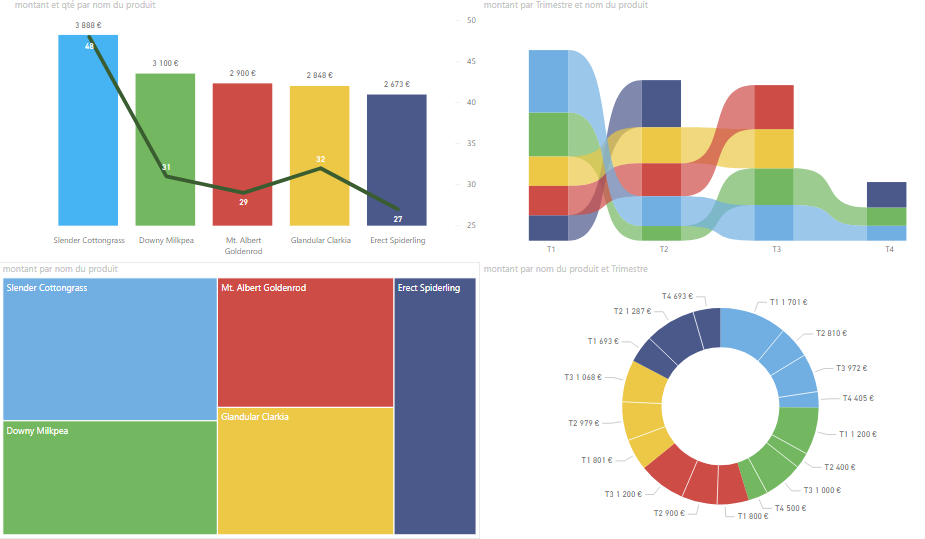 montant et qté par nom du produit
3 888 €
3 100 €
2 900 €
2 848 €
2 673 €
48
31
29
32
27
50
45
40
35
30
25
Slender Cottongrass
Downy Milkpea
Mt. Albert
Goldenrod
Glandular Clarkia
Erect Spiderling
montant par Trimestre et nom du produit
T1
T2
T3
T4
montant par nom du produit
Slender Cottongrass
Mt. Albert Goldenrod
Erect Spiderling
Downy Milkpea
Glandular Clarkia
montant par nom du produit et Trimestre
T1 1 701 €
T2 810 €
T3 972 €
T4 405 €
T1 1 200 €
T2 400 €
T3 1 000 €
T4 500 €
T1 800 €
T2 900 €
T3 1 200 €
T1 801 €
T2 979 €
T3 1 068 €
T1 693 €
T2 1 287 €
T4 693 €